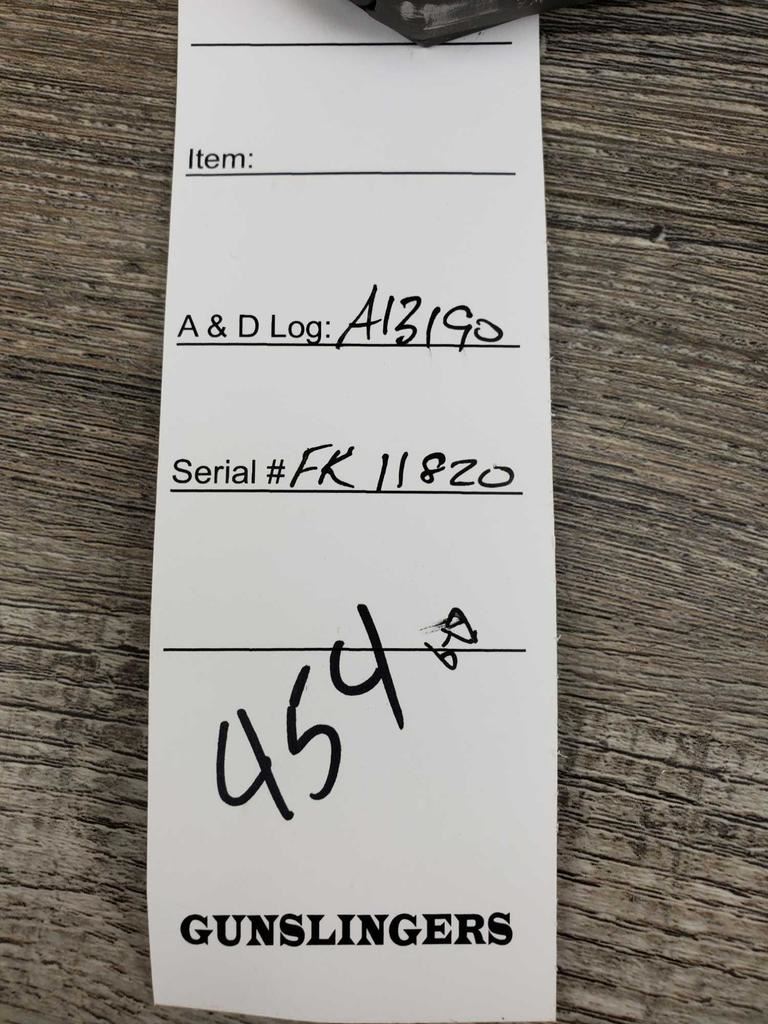 Item:
A & D Log: A13190
Serial # FK 11820
454
GUNSLINGERS